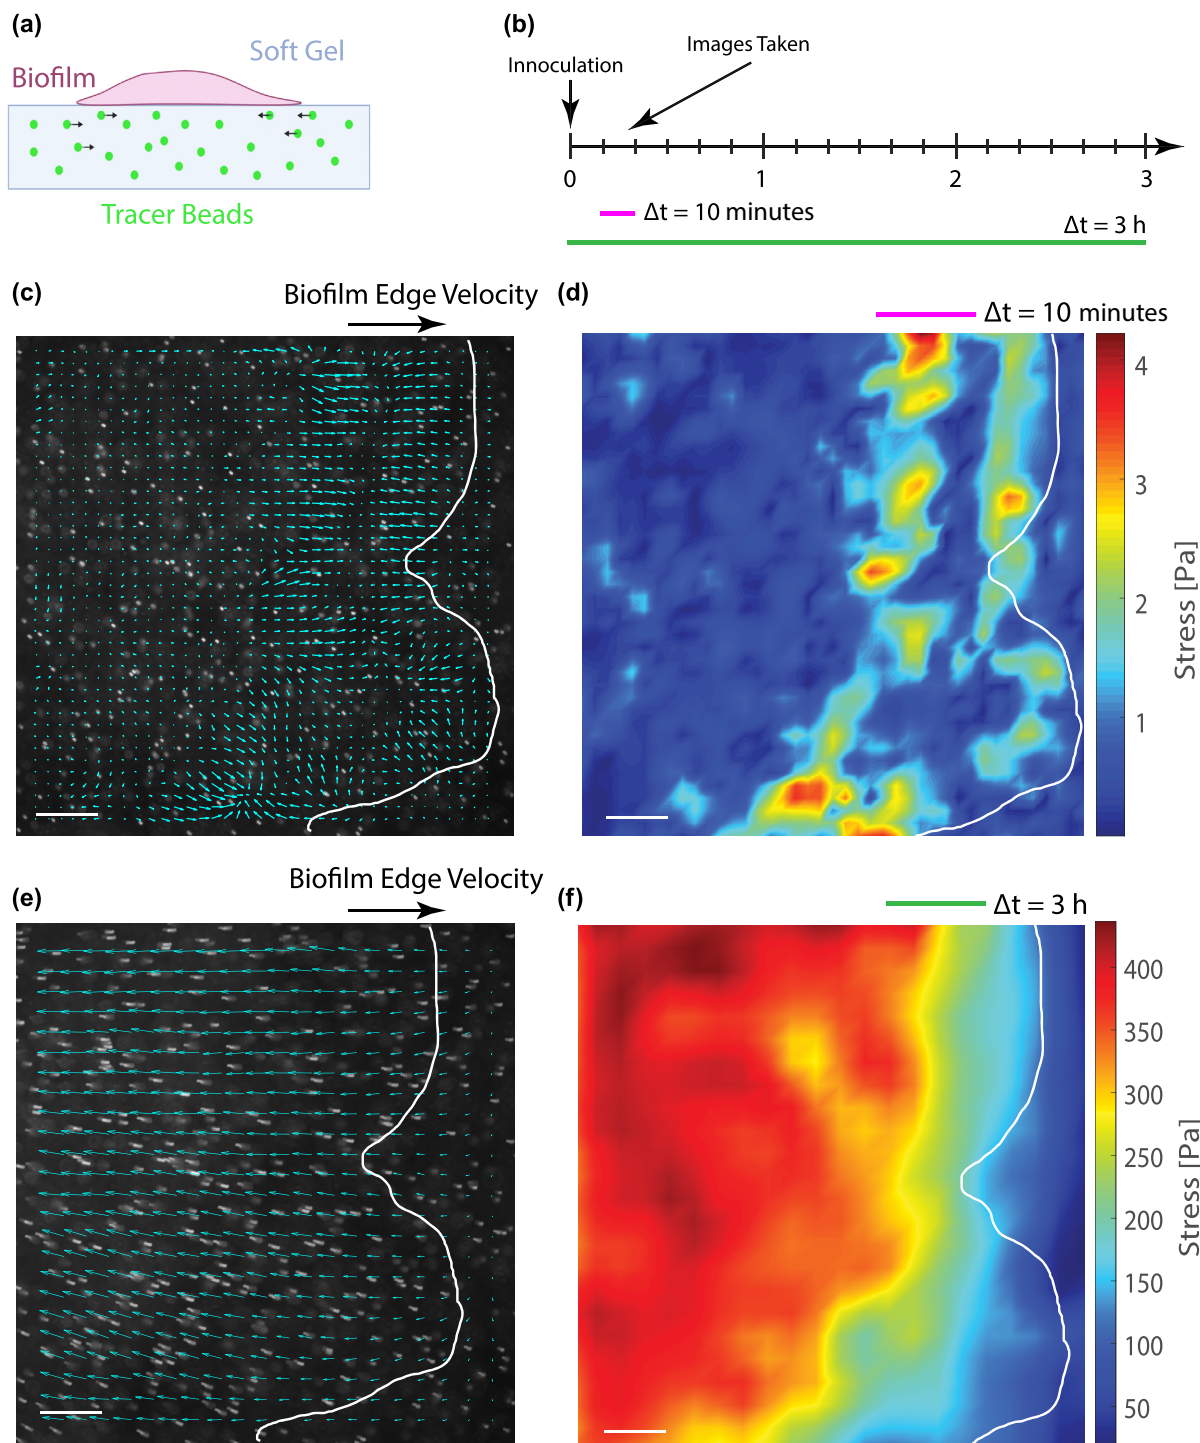 (a)
Soft Gel
Biofilm
Tracer Beads
(b)
Images Taken
Innoculation
0 1 2 3
Δt = 10 minutes
Δt = 3 h
(c)
Biofilm Edge Velocity
(d)
Δt = 10 minutes
4
3
2
1
Stress [Pa]
(e)
Biofilm Edge Velocity
(f)
Δt = 3 h
400
350
300
250
200
150
100
50
Stress [Pa]